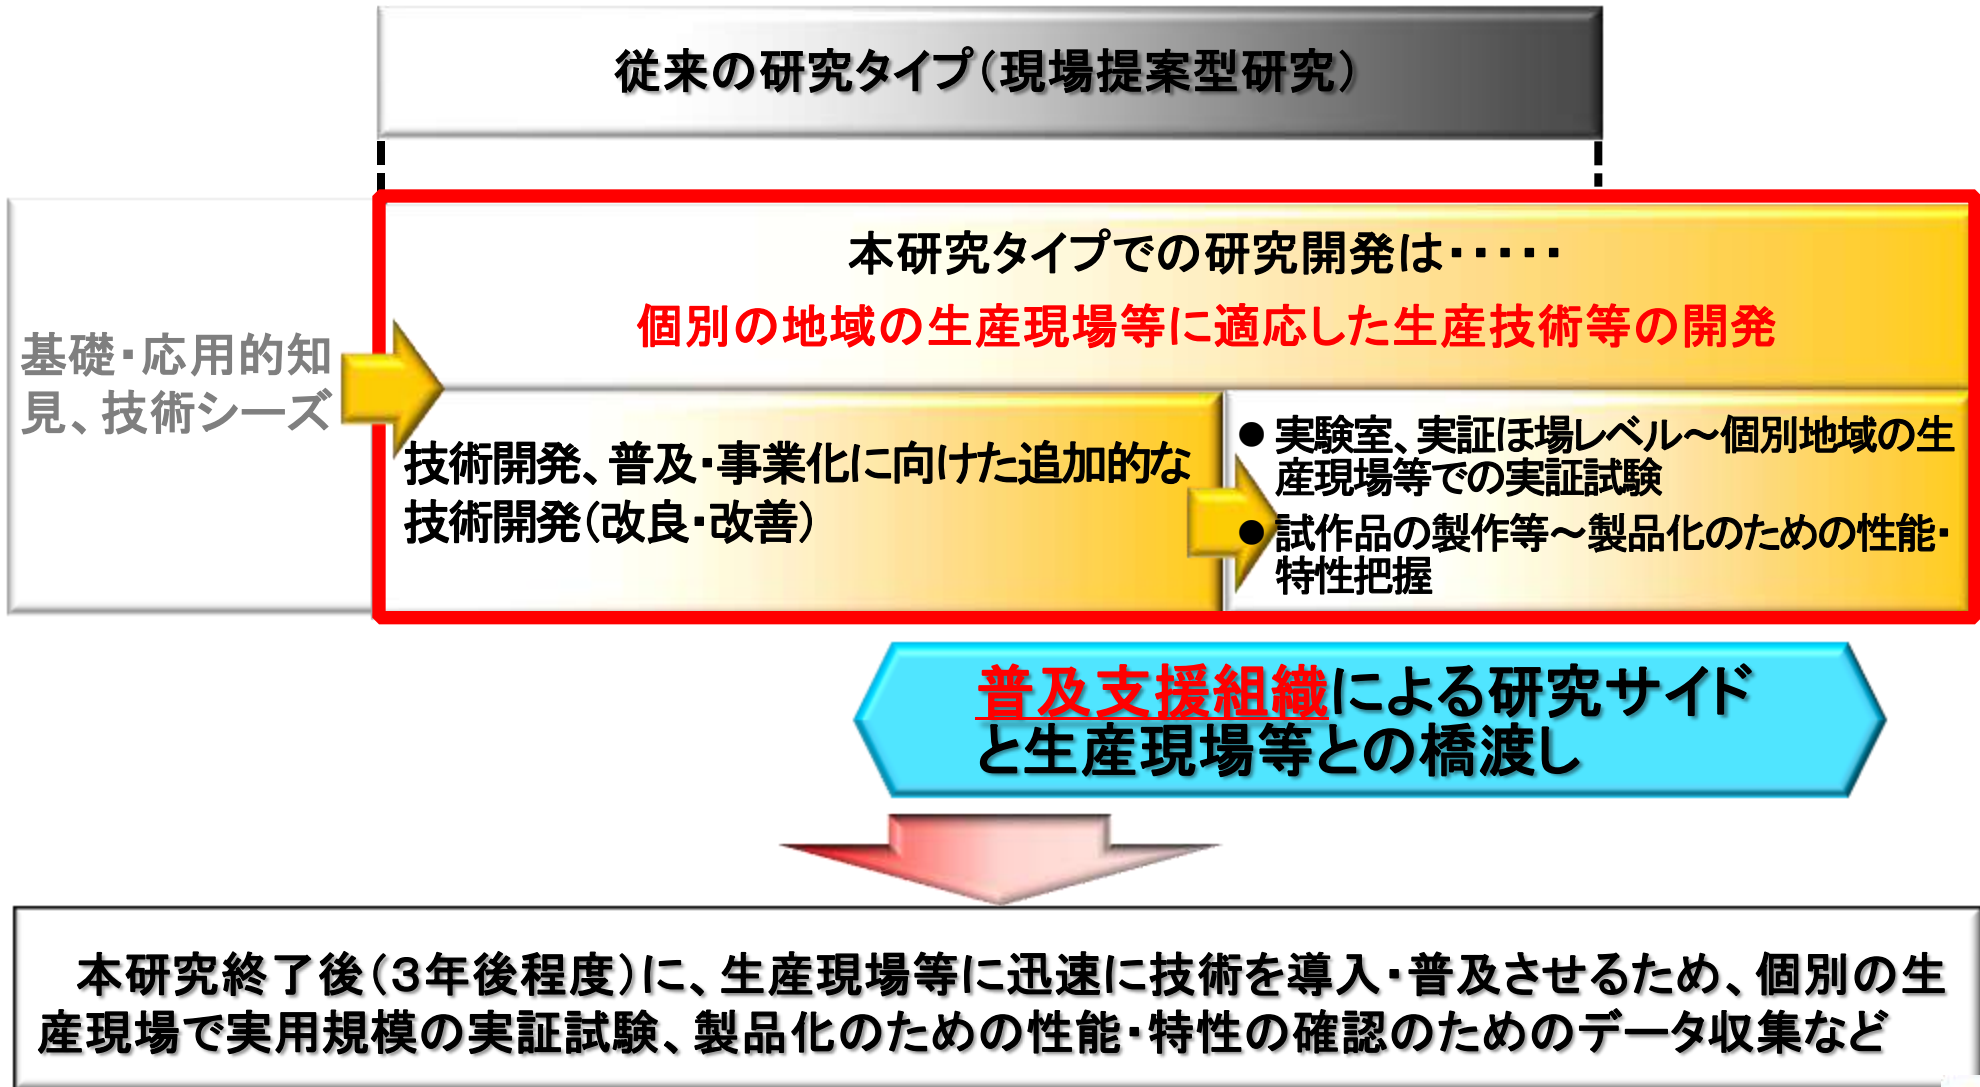 従来の研究タイプ（現場提案型研究）
本研究タイプでの研究開発は・・・・・
個別の地域の生産現場等に適応した生産技術等の開発
基礎・応用的知
見、技術シーズ
技術開発、普及・事業化に向けた追加的な
技術開発（改良・改善）
● 実験室、実証ほ場レベル～個別地域の生
産現場等での実証試験
● 試作品の製作等～製品化のための性能・
特性把握
普及支援組織による研究サイド
と生産現場等との橋渡し
本研究終了後（３年後程度）に、生産現場等に迅速に技術を導入・普及させるため、個別の生
産現場で実用規模の実証試験、製品化のための性能・特性の確認のためのデータ収集など